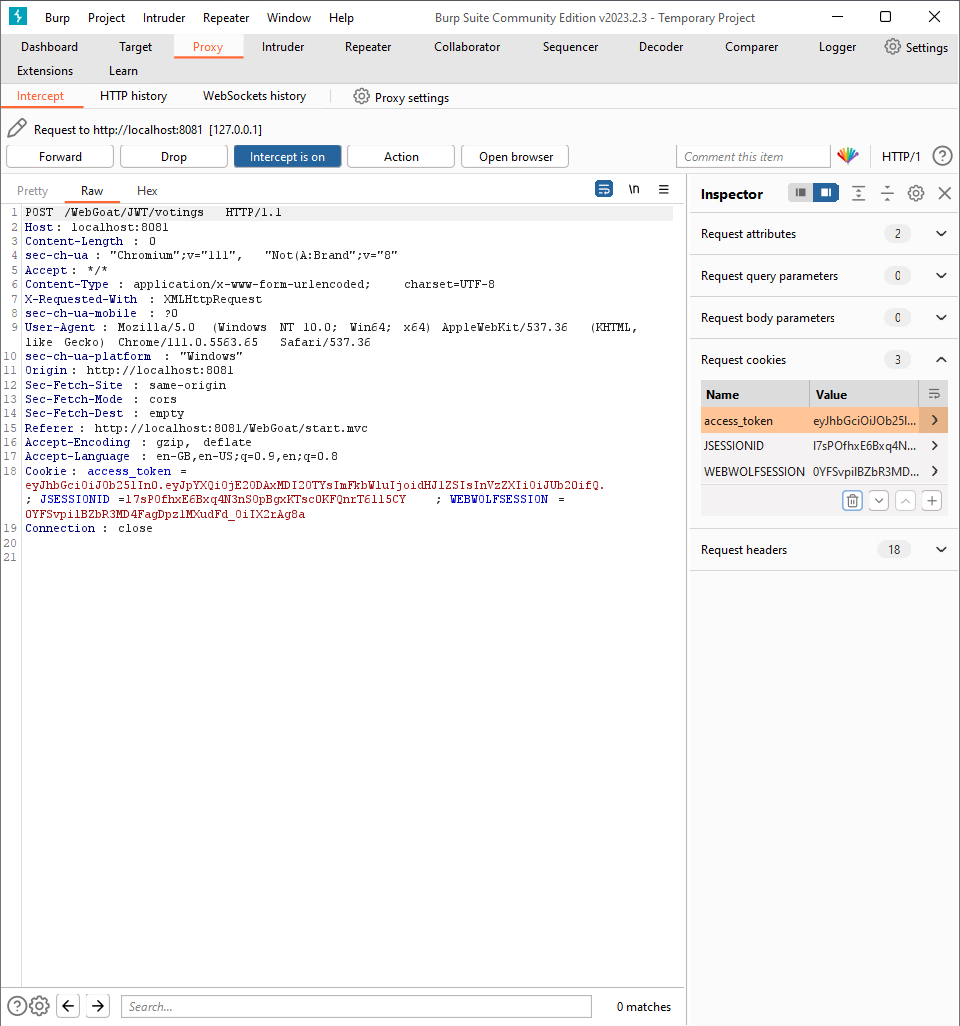 Burp Project Intruder Repeater Window Help Burp Suite Community Edition v2023.2.3 - Temporary Project
Dashboard Target Proxy Intruder Repeater Collaborator Sequencer Decoder Comparer Logger Settings
Extensions Learn
Intercept HTTP history WebSockets history Proxy settings
Request to http://localhost:8081 [127.0.0.1]
Forward Drop Intercept is on Action Open browser Comment this item HTTP/1 ?
Pretty Raw Hex \n
1 POST /WebGoat/JWT/votings HTTP/1.1
2 Host: localhost:8081
3 Content-Length : 0
4 sec-ch-ua : "Chromium";v="111", "Not(A:Brand";v="8"
5 Accept: */*
6 Content-Type : application/x-www-form-urlencoded; charset=UTF-8
7 X-Requested-With : XMLHttpRequest
8 sec-ch-ua-mobile : ?0
9 User-Agent : Mozilla/5.0 (Windows NT 10.0; Win64; x64) AppleWebKit/537.36 (KHTML,
like Gecko) Chrome/111.0.5563.65 Safari/537.36
10 sec-ch-ua-platform : "Windows"
11 Origin: http://localhost:8081
12 Sec-Fetch-Site : same-origin
13 Sec-Fetch-Mode : cors
14 Sec-Fetch-Dest : empty
15 Referer: http://localhost:8081/WebGoat/start.mvc
16 Accept-Encoding : gzip, deflate
17 Accept-Language : en-GB,en-US;q=0.9,en;q=0.8
18 Cookie: access_token =
eyJhbGciOiJOb25lIn0.eyJpYXQiOjE2ODAxMDI2OTYsImFkbWluIjoidHJ1ZSIsInVzZXIiOiJUb20ifQ.
; JSESSIONID =l7sPOfhxE6Bxq4N3nS0pBgxKTsc0KFQnrT6ll5CY ; WEBWOLFSESSION =
0YFSvpilBZbR3MD4FagDpzlMXudFd_0iIX2rAg8a
19 Connection : close
20
21
Inspector
Request attributes 2
Request query parameters 0
Request body parameters 0
Request cookies 3
Name Value
access_token eyJhbGciOiJOb25l...
JSESSIONID l7sPOfhxE6Bxq4N...
WEBWOLFSESSION 0YFSvpilBZbR3MD...
Request headers 18
? Search... 0 matches